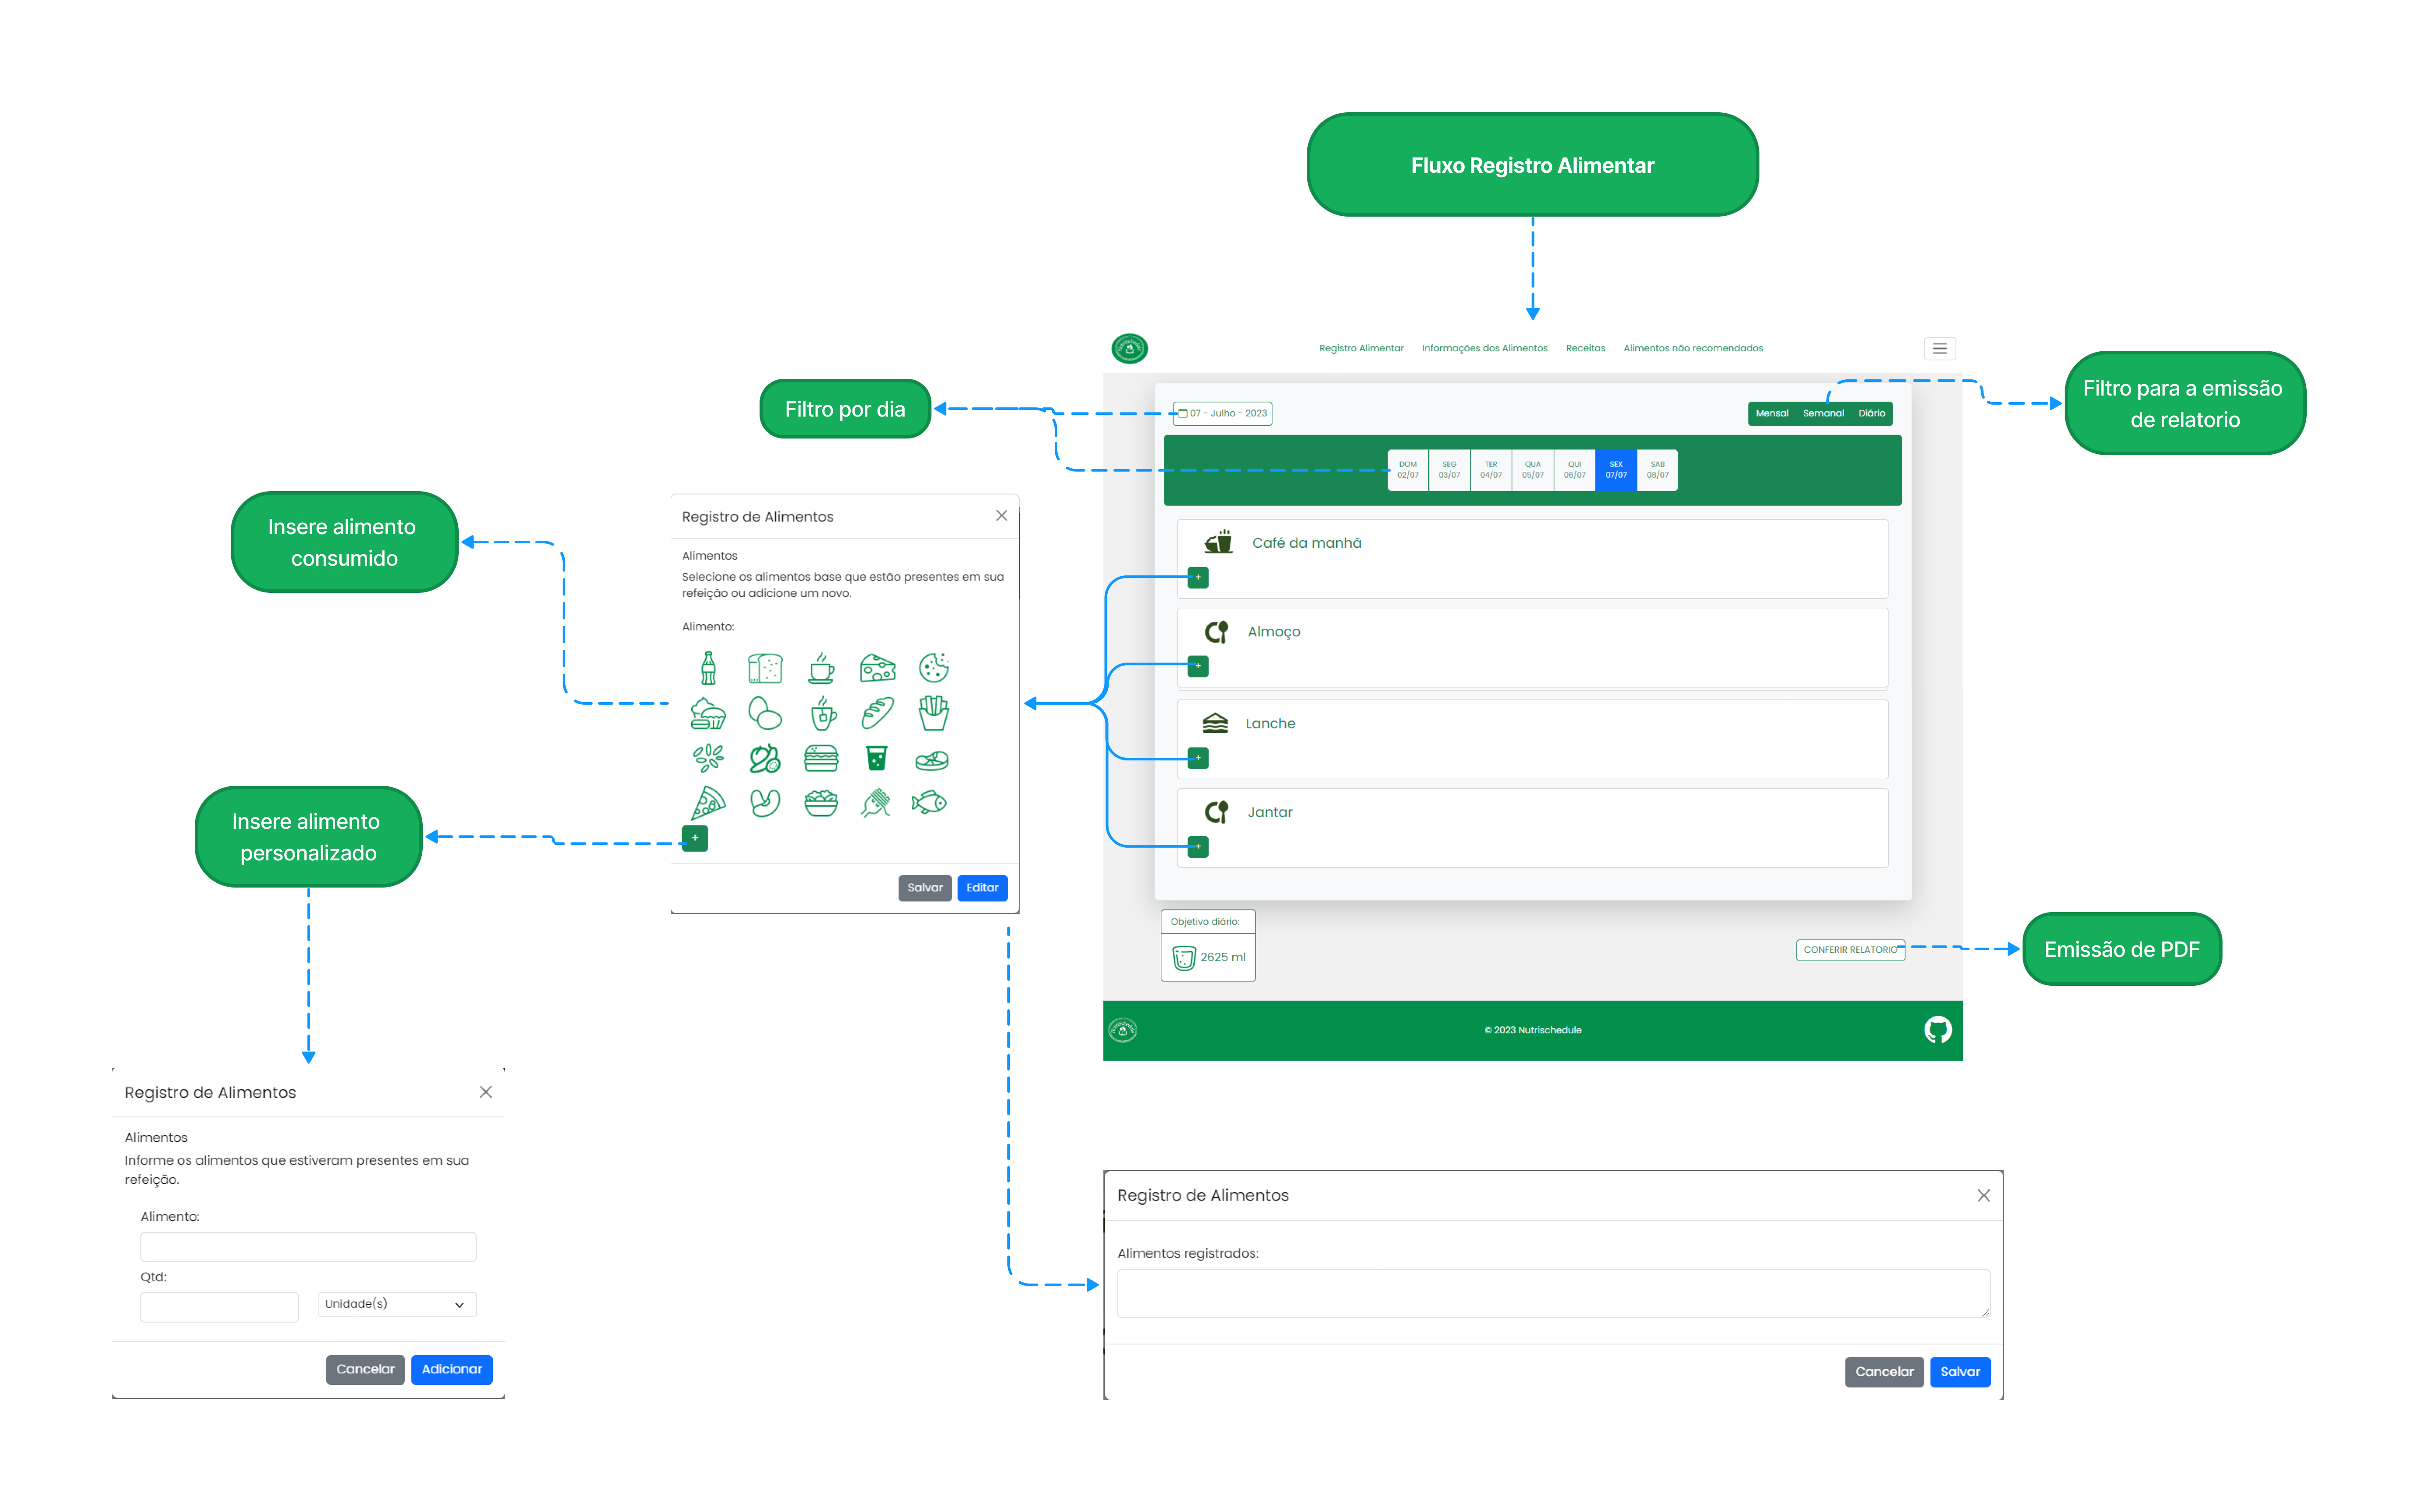 Fluxo Registro Alimentar
Registro Alimentar Informações dos Alimentos Receitas Alimentos não recomendados
Filtro por dia
07 - Julho - 2023
Mensal Semanal Diário
Filtro para a emissão
de relatorio
DOM SEG TER QUA QUI SEX SAB
02/07 03/07 04/07 05/07 06/07 07/07 08/07
Café da manhã
+
Almoço
+
Lanche
+
Jantar
+
Objetivo diário:
2625 ml
CONFERIR RELATORIO
Emissão de PDF
© 2023 Nutrischedule
Insere alimento
consumido
Registro de Alimentos
Alimentos
Selecione os alimentos base que estão presentes em sua
refeição ou adicione um novo.
Alimento:
+
Salvar Editar
Insere alimento
personalizado
Registro de Alimentos
Alimentos
Informe os alimentos que estiveram presentes em sua
refeição.
Alimento:
Qtd:
Unidade(s)
Cancelar Adicionar
Registro de Alimentos
Alimentos registrados:
Cancelar Salvar